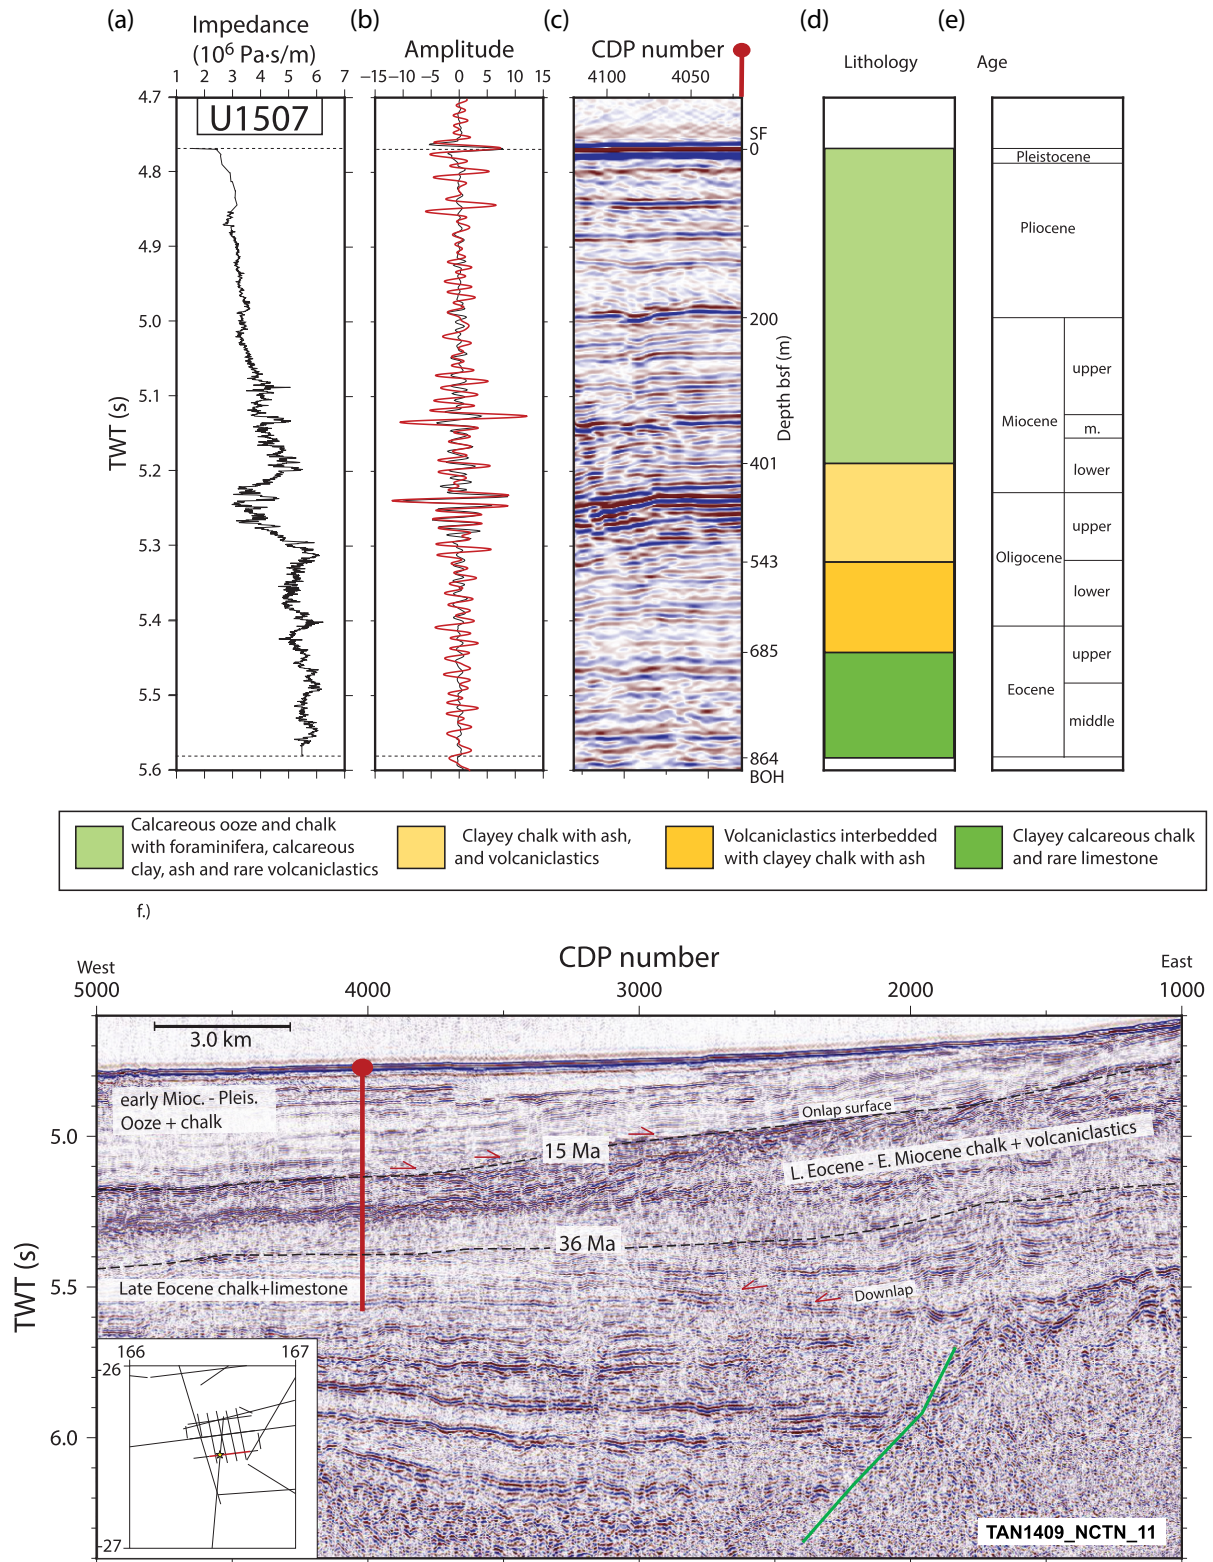 (a)
(b)
(c)
(d)
(e)
Impedance
(10⁶ Pa·s/m)
Amplitude
CDP number
Lithology
Age
1 2 3 4 5 6 7
−15 −10 −5 0 5 10 15
4100 4050
U1507
TWT (s)
4.7
4.8
4.9
5.0
5.1
5.2
5.3
5.4
5.5
5.6
SF
0
200
401
543
685
864
BOH
Depth bsf (m)
Pleistocene
Pliocene
Miocene
upper
m.
lower
Oligocene
upper
lower
Eocene
upper
middle
Calcareous ooze and chalk
with foraminifera, calcareous
clay, ash and rare volcaniclastics
Clayey chalk with ash,
and volcaniclastics
Volcaniclastics interbedded
with clayey chalk with ash
Clayey calcareous chalk
and rare limestone
f.)
CDP number
West
East
5000 4000 3000 2000 1000
3.0 km
TWT (s)
5.0
5.5
6.0
early Mioc. - Pleis.
Ooze + chalk
Onlap surface
15 Ma
L. Eocene - E. Miocene chalk + volcaniclastics
36 Ma
Late Eocene chalk+limestone
Downlap
166 167
-26
-27
TAN1409_NCTN_11